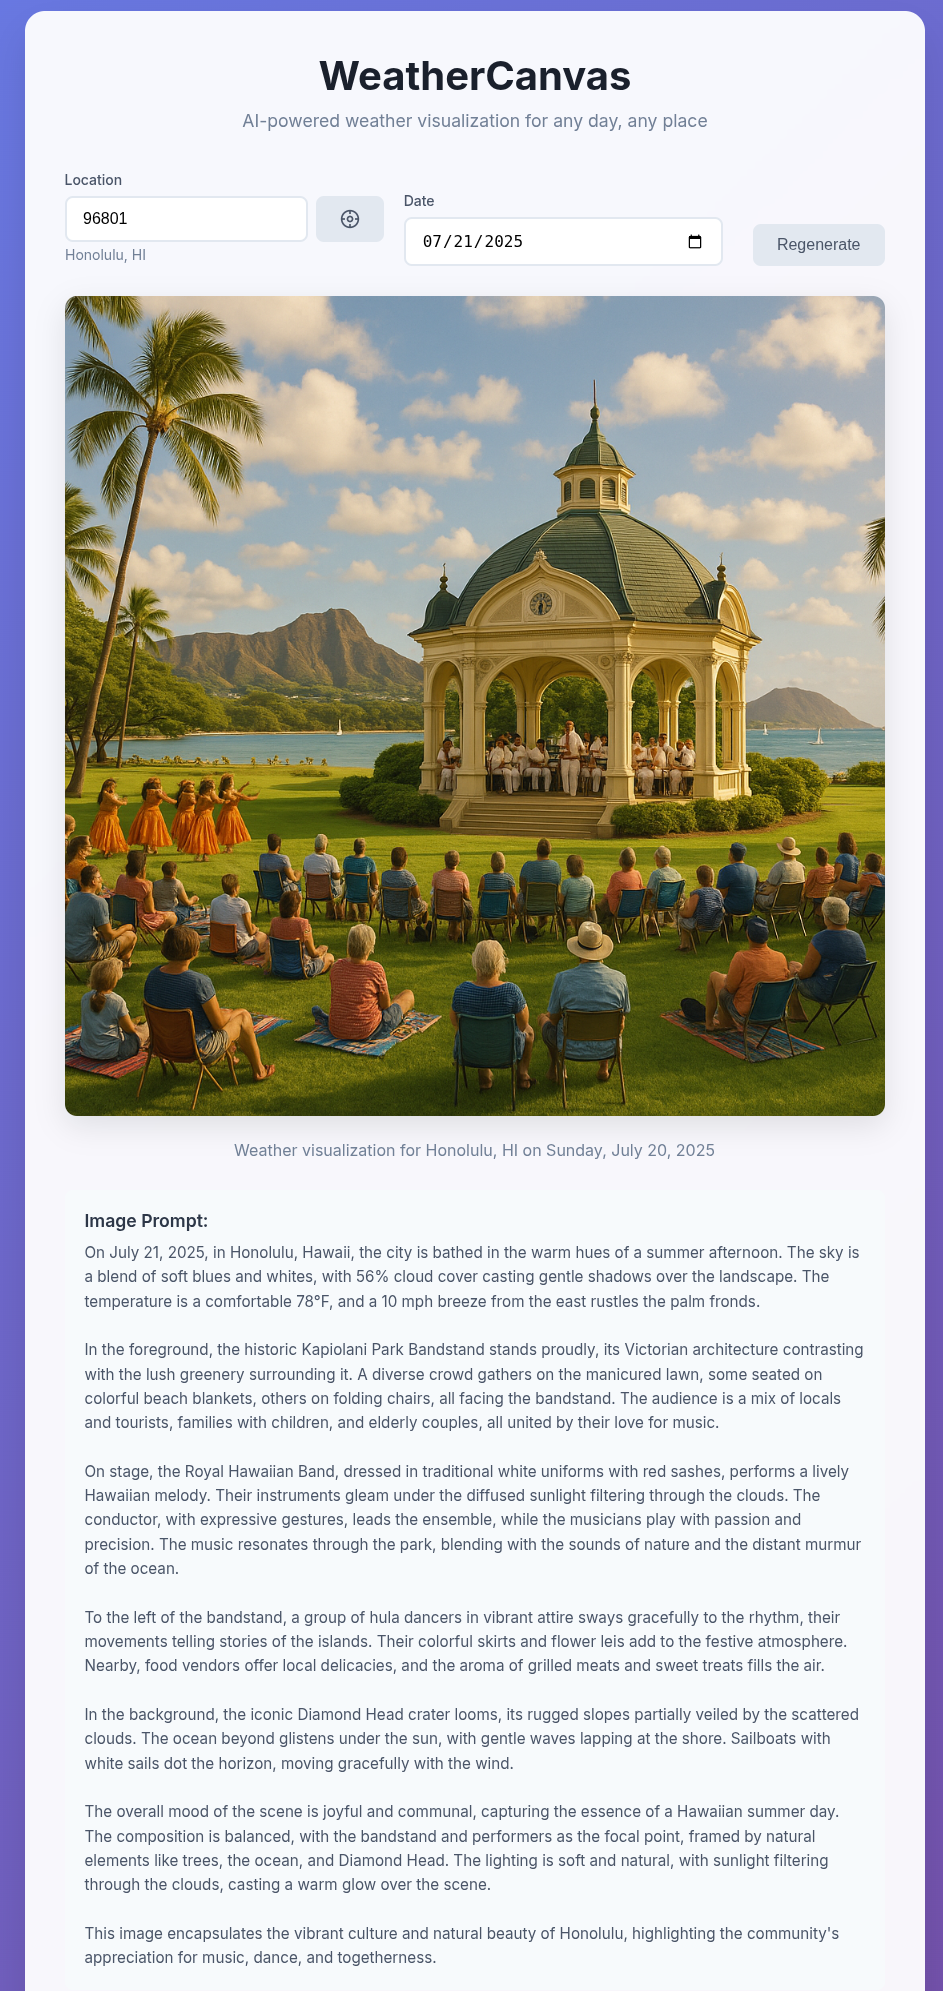 WeatherCanvas
AI-powered weather visualization for any day, any place
Location
96801
Honolulu, HI
Date
07/21/2025
Regenerate
Weather visualization for Honolulu, HI on Sunday, July 20, 2025
Image Prompt:
On July 21, 2025, in Honolulu, Hawaii, the city is bathed in the warm hues of a summer afternoon. The sky is
a blend of soft blues and whites, with 56% cloud cover casting gentle shadows over the landscape. The
temperature is a comfortable 78°F, and a 10 mph breeze from the east rustles the palm fronds.
In the foreground, the historic Kapiolani Park Bandstand stands proudly, its Victorian architecture contrasting
with the lush greenery surrounding it. A diverse crowd gathers on the manicured lawn, some seated on
colorful beach blankets, others on folding chairs, all facing the bandstand. The audience is a mix of locals
and tourists, families with children, and elderly couples, all united by their love for music.
On stage, the Royal Hawaiian Band, dressed in traditional white uniforms with red sashes, performs a lively
Hawaiian melody. Their instruments gleam under the diffused sunlight filtering through the clouds. The
conductor, with expressive gestures, leads the ensemble, while the musicians play with passion and
precision. The music resonates through the park, blending with the sounds of nature and the distant murmur
of the ocean.
To the left of the bandstand, a group of hula dancers in vibrant attire sways gracefully to the rhythm, their
movements telling stories of the islands. Their colorful skirts and flower leis add to the festive atmosphere.
Nearby, food vendors offer local delicacies, and the aroma of grilled meats and sweet treats fills the air.
In the background, the iconic Diamond Head crater looms, its rugged slopes partially veiled by the scattered
clouds. The ocean beyond glistens under the sun, with gentle waves lapping at the shore. Sailboats with
white sails dot the horizon, moving gracefully with the wind.
The overall mood of the scene is joyful and communal, capturing the essence of a Hawaiian summer day.
The composition is balanced, with the bandstand and performers as the focal point, framed by natural
elements like trees, the ocean, and Diamond Head. The lighting is soft and natural, with sunlight filtering
through the clouds, casting a warm glow over the scene.
This image encapsulates the vibrant culture and natural beauty of Honolulu, highlighting the community's
appreciation for music, dance, and togetherness.